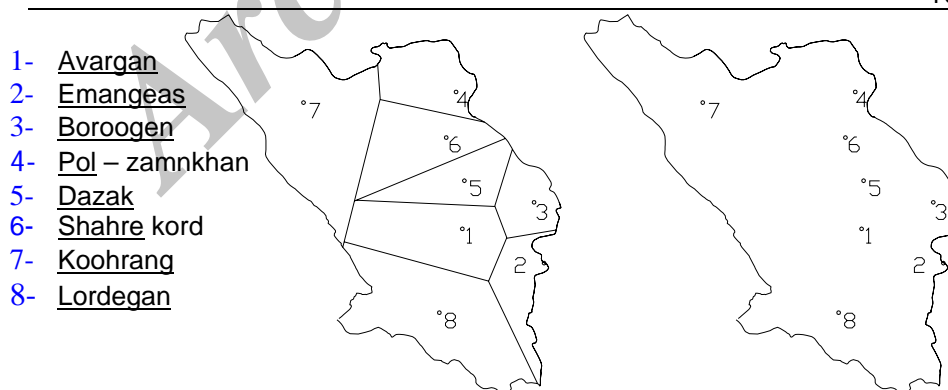 1- Avargan
2- Emangeas
3- Boroogen
4- Pol – zamnkhan
5- Dazak
6- Shahre kord
7- Koohrang
8- Lordegan
7
4
6
5
3
1
2
8
7
4
6
5
3
1
2
8